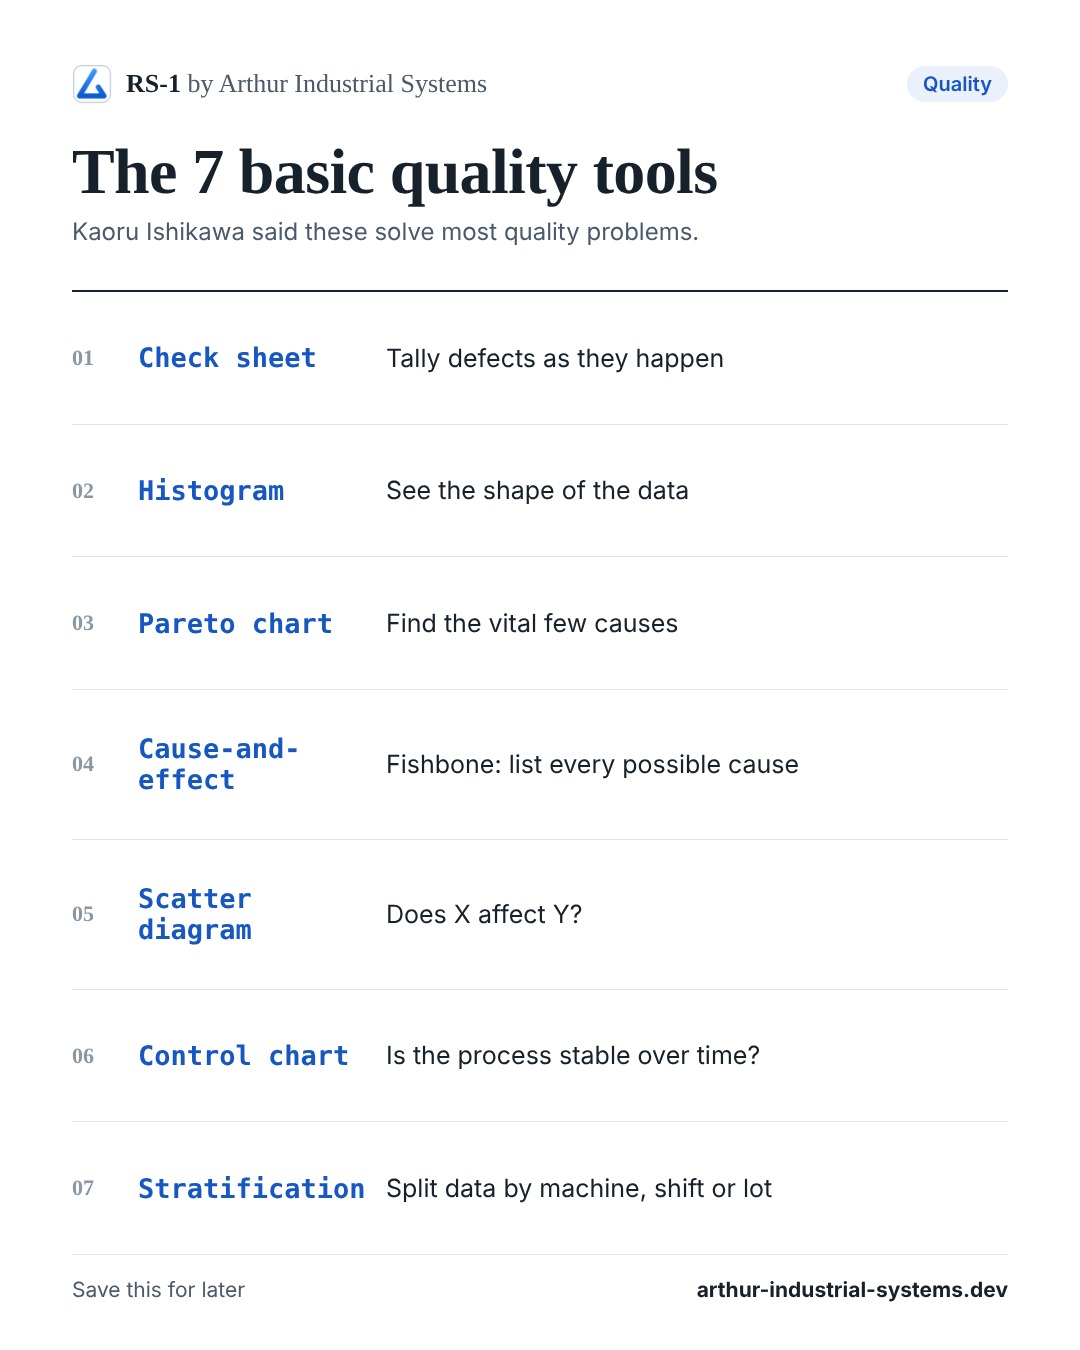 RS-1 by Arthur Industrial Systems
Quality
The 7 basic quality tools
Kaoru Ishikawa said these solve most quality problems.
01 Check sheet Tally defects as they happen
02 Histogram See the shape of the data
03 Pareto chart Find the vital few causes
04 Cause-and-
effect
Fishbone: list every possible cause
05 Scatter
diagram
Does X affect Y?
06 Control chart Is the process stable over time?
07 Stratification Split data by machine, shift or lot
Save this for later
arthur-industrial-systems.dev